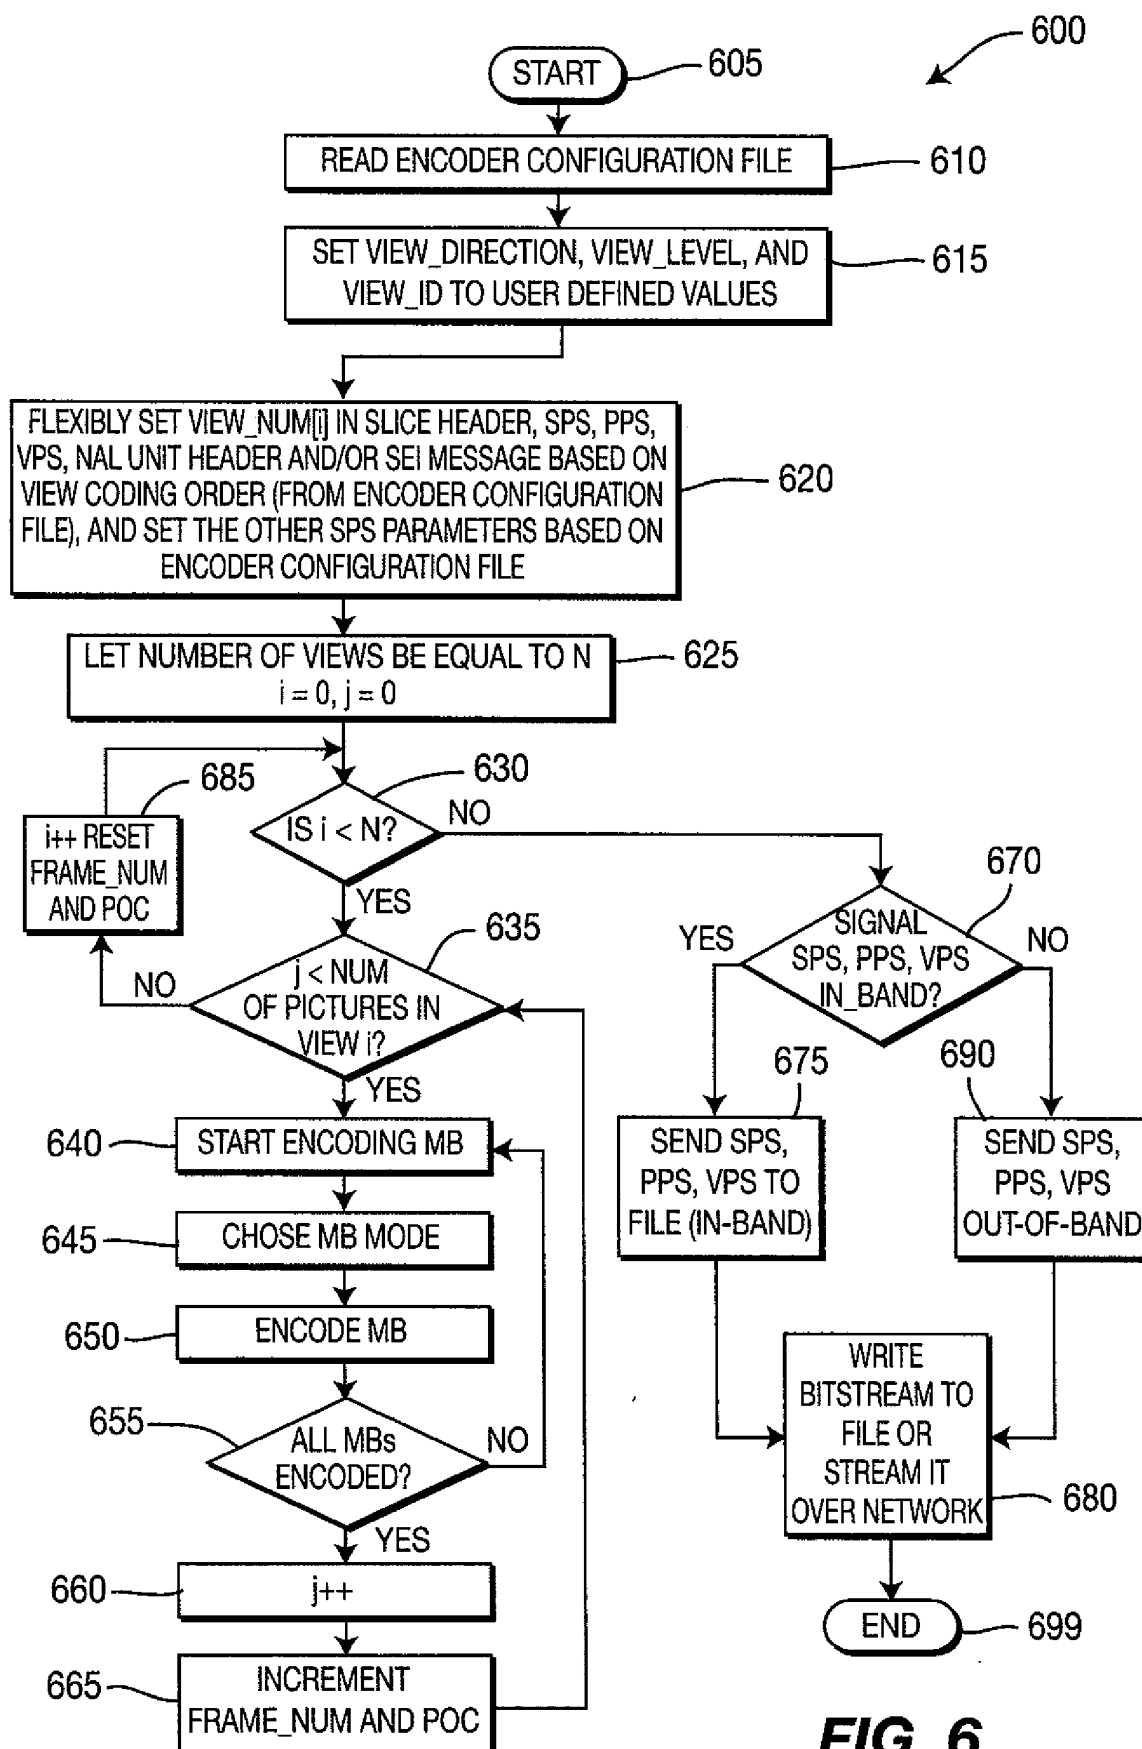 600
START
605
READ ENCODER CONFIGURATION FILE
610
SET VIEW_DIRECTION, VIEW_LEVEL, AND
VIEW_ID TO USER DEFINED VALUES
615
FLEXIBLY SET VIEW_NUM[i] IN SLICE HEADER, SPS, PPS,
VPS, NAL UNIT HEADER AND/OR SEI MESSAGE BASED ON
VIEW CODING ORDER (FROM ENCODER CONFIGURATION
FILE), AND SET THE OTHER SPS PARAMETERS BASED ON
ENCODER CONFIGURATION FILE
620
LET NUMBER OF VIEWS BE EQUAL TO N
i = 0, j = 0
625
685
i++ RESET
FRAME_NUM
AND POC
630
IS i < N?
NO
YES
635
j < NUM
OF PICTURES IN
VIEW i?
NO
YES
640
START ENCODING MB
645
CHOSE MB MODE
650
ENCODE MB
655
ALL MBs
ENCODED?
NO
YES
660
j++
665
INCREMENT
FRAME_NUM AND POC
670
SIGNAL
SPS, PPS, VPS
IN_BAND?
YES
NO
675
SEND SPS,
PPS, VPS TO
FILE (IN-BAND)
690
SEND SPS,
PPS, VPS
OUT-OF-BAND
WRITE
BITSTREAM TO
FILE OR
STREAM IT
OVER NETWORK
680
END
699
FIG. 6